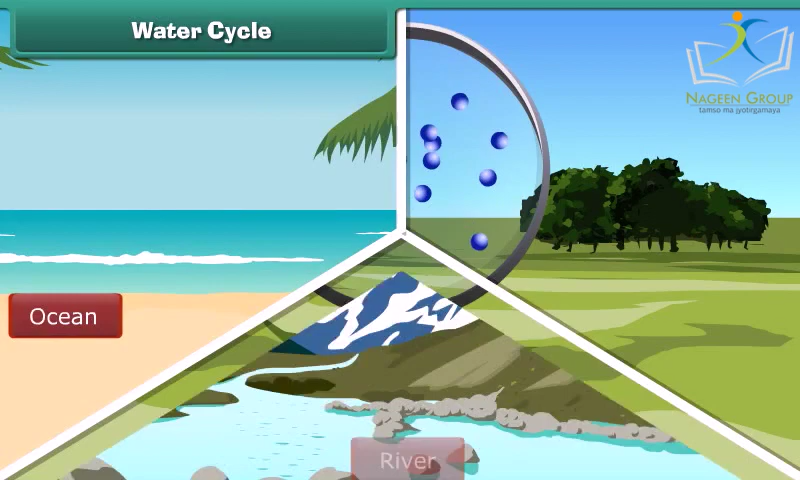 Water Cycle
Nageen Group
tamso ma jyotirgamaya
Ocean
River